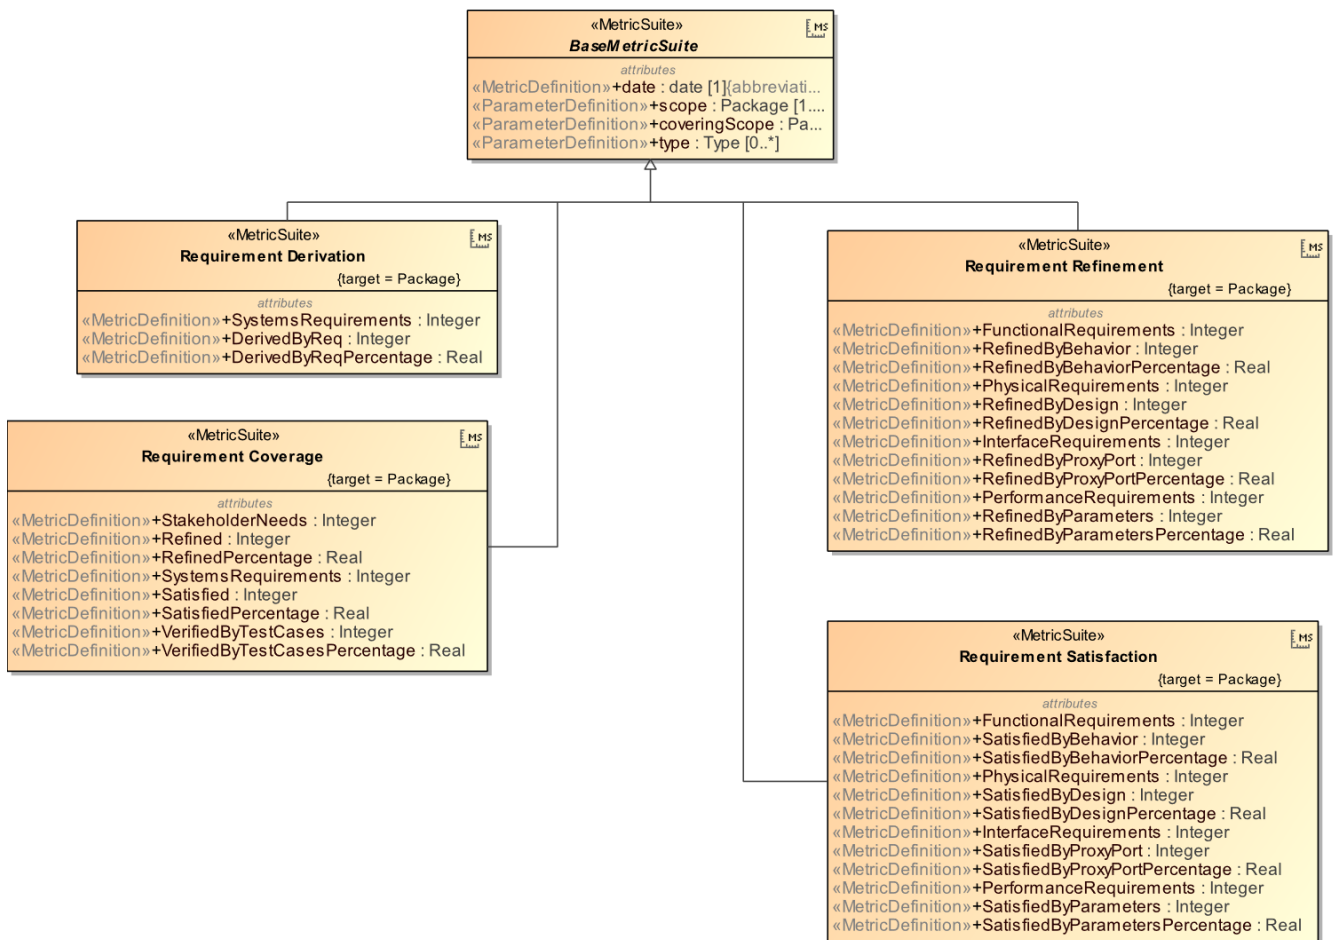 «MetricSuite»
MS
BaseMetricSuite
attributes
«MetricDefinition»+date : date [1]{abbreviati...
«ParameterDefinition»+scope : Package [1....
«ParameterDefinition»+coveringScope : Pa...
«ParameterDefinition»+type : Type [0..*]
«MetricSuite»
MS
Requirement Derivation
{target = Package}
attributes
«MetricDefinition»+SystemsRequirements : Integer
«MetricDefinition»+DerivedByReq : Integer
«MetricDefinition»+DerivedByReqPercentage : Real
«MetricSuite»
MS
Requirement Coverage
{target = Package}
attributes
«MetricDefinition»+StakeholderNeeds : Integer
«MetricDefinition»+Refined : Integer
«MetricDefinition»+RefinedPercentage : Real
«MetricDefinition»+SystemsRequirements : Integer
«MetricDefinition»+Satisfied : Integer
«MetricDefinition»+SatisfiedPercentage : Real
«MetricDefinition»+VerifiedByTestCases : Integer
«MetricDefinition»+VerifiedByTestCasesPercentage : Real
«MetricSuite»
MS
Requirement Refinement
{target = Package}
attributes
«MetricDefinition»+FunctionalRequirements : Integer
«MetricDefinition»+RefinedByBehavior : Integer
«MetricDefinition»+RefinedByBehaviorPercentage : Real
«MetricDefinition»+PhysicalRequirements : Integer
«MetricDefinition»+RefinedByDesign : Integer
«MetricDefinition»+RefinedByDesignPercentage : Real
«MetricDefinition»+InterfaceRequirements : Integer
«MetricDefinition»+RefinedByProxyPort : Integer
«MetricDefinition»+RefinedByProxyPortPercentage : Real
«MetricDefinition»+PerformanceRequirements : Integer
«MetricDefinition»+RefinedByParameters : Integer
«MetricDefinition»+RefinedByParametersPercentage : Real
«MetricSuite»
MS
Requirement Satisfaction
{target = Package}
attributes
«MetricDefinition»+FunctionalRequirements : Integer
«MetricDefinition»+SatisfiedByBehavior : Integer
«MetricDefinition»+SatisfiedByBehaviorPercentage : Real
«MetricDefinition»+PhysicalRequirements : Integer
«MetricDefinition»+SatisfiedByDesign : Integer
«MetricDefinition»+SatisfiedByDesignPercentage : Real
«MetricDefinition»+InterfaceRequirements : Integer
«MetricDefinition»+SatisfiedByProxyPort : Integer
«MetricDefinition»+SatisfiedByProxyPortPercentage : Real
«MetricDefinition»+PerformanceRequirements : Integer
«MetricDefinition»+SatisfiedByParameters : Integer
«MetricDefinition»+SatisfiedByParametersPercentage : Real